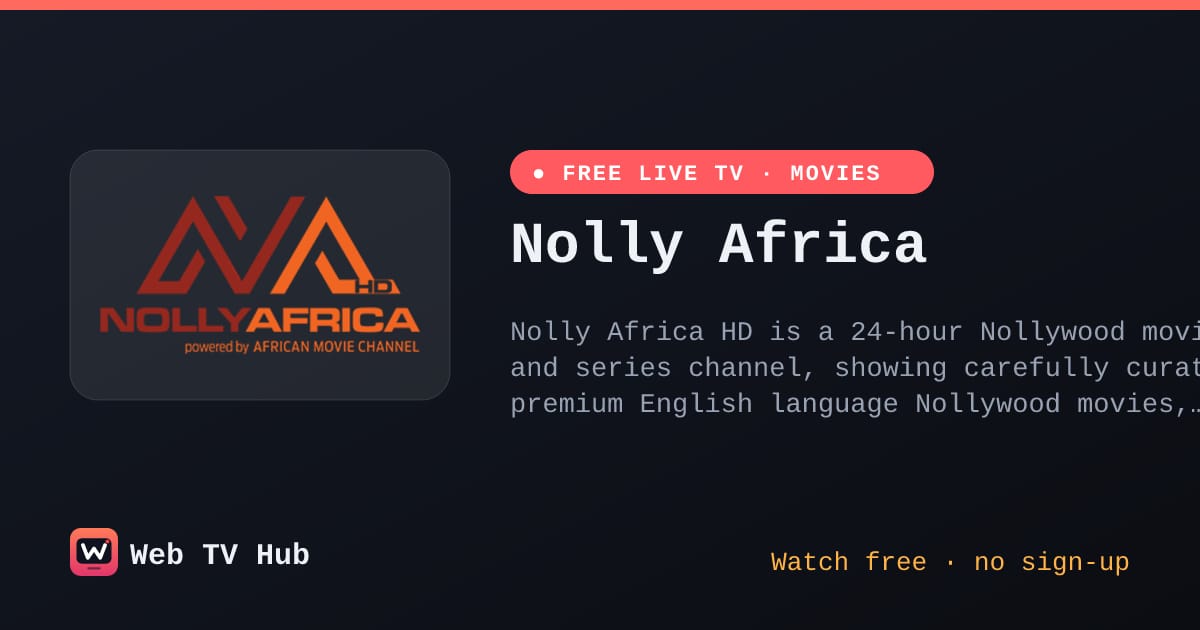 HD
NOLLYAFRICA
powered by AFRICAN MOVIE CHANNEL
• FREE LIVE TV · MOVIES
Nolly Africa
Nolly Africa HD is a 24-hour Nollywood movi
and series channel, showing carefully curat
premium English language Nollywood movies,…
W
Web TV Hub
Watch free · no sign-up